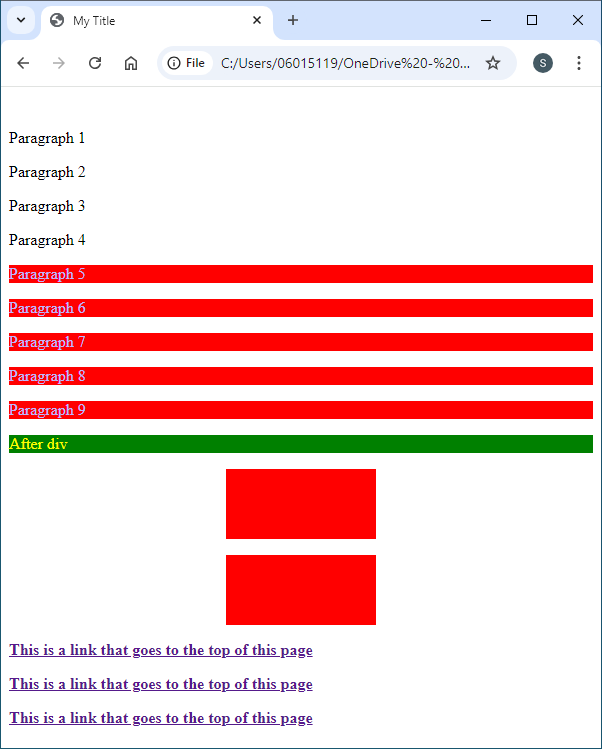 My Title
File C:/Users/06015119/OneDrive%20-%20... S
Paragraph 1
Paragraph 2
Paragraph 3
Paragraph 4
Paragraph 5
Paragraph 6
Paragraph 7
Paragraph 8
Paragraph 9
After div
This is a link that goes to the top of this page
This is a link that goes to the top of this page
This is a link that goes to the top of this page